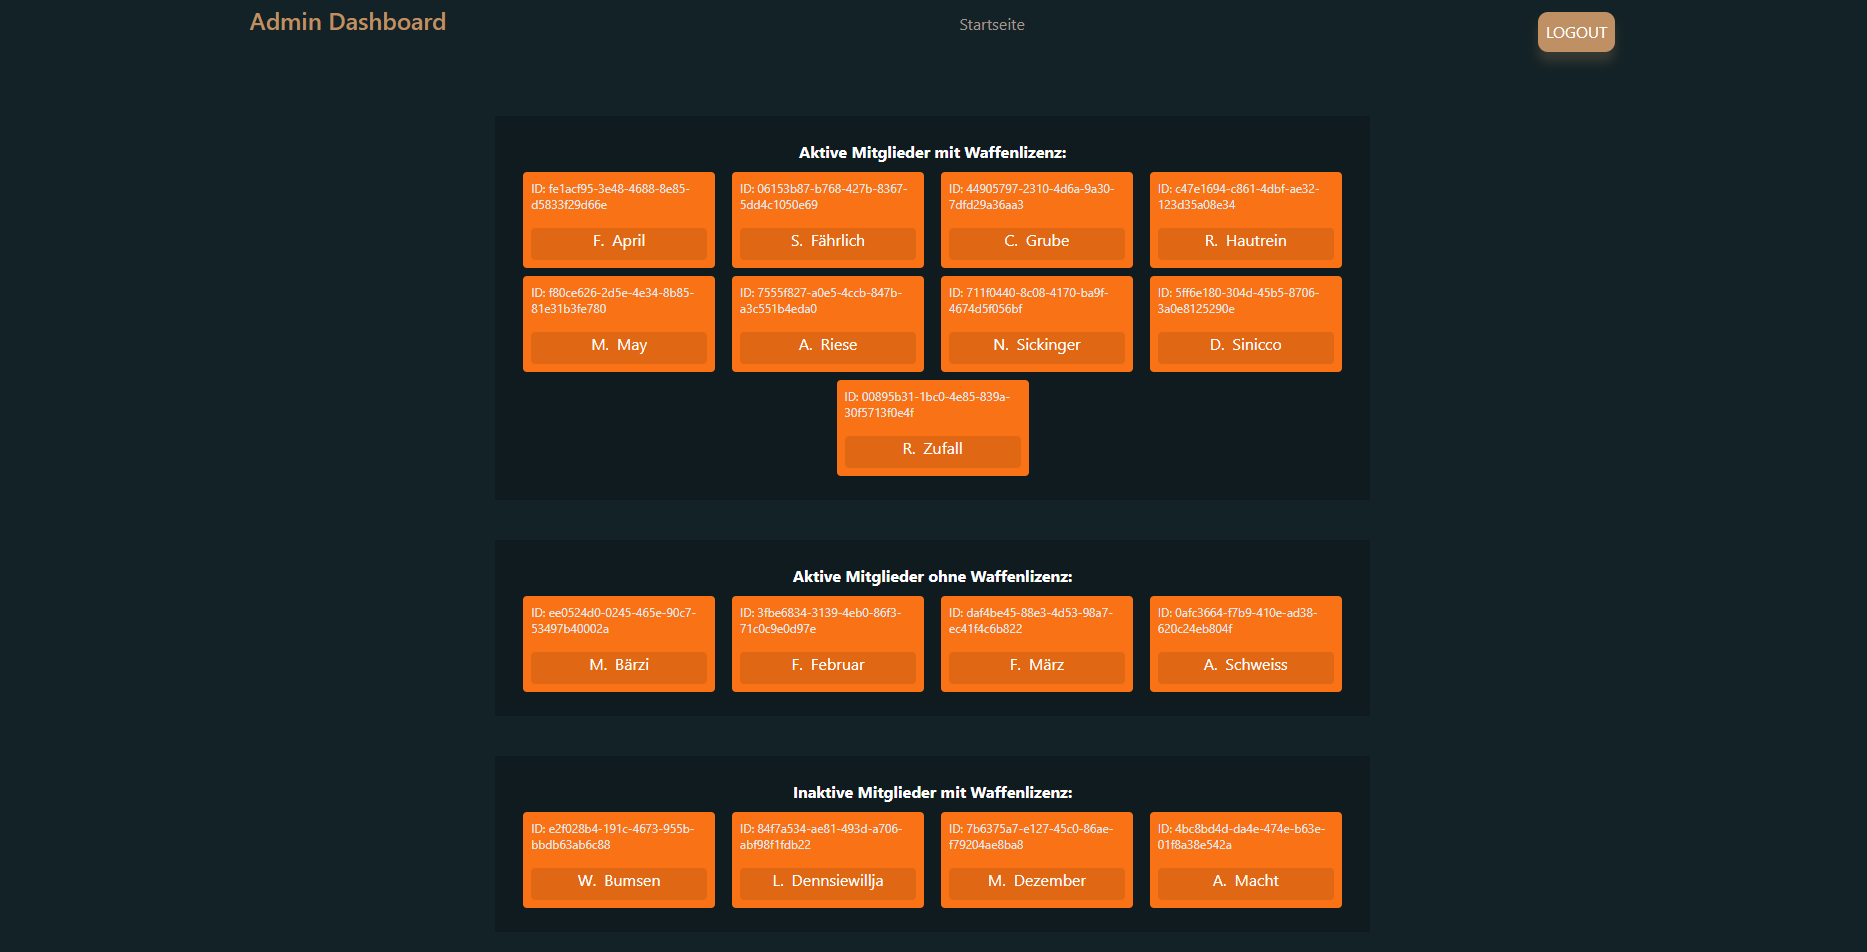 Admin Dashboard
Startseite
LOGOUT
Aktive Mitglieder mit Waffenlizenz:
ID: fe1acf95-3e48-4688-8e85-
d5833f29d66e
F. April
ID: 06153b87-b768-427b-8367-
5dd4c1050e69
S. Fährlich
ID: 44905797-2310-4d6a-9a30-
7dfd29a36aa3
C. Grube
ID: c47e1694-c861-4dbf-ae32-
123d35a08e34
R. Hautrein
ID: f80ce626-2d5e-4e34-8b85-
81e31b3fe780
M. May
ID: 7555f827-a0e5-4ccb-847b-
a3c551b4eda0
A. Riese
ID: 711f0440-8c08-4170-ba9f-
4674d5f056bf
N. Sickinger
ID: 5ff6e180-304d-45b5-8706-
3a0e8125290e
D. Sinicco
ID: 00895b31-1bc0-4e85-839a-
30f5713f0e4f
R. Zufall
Aktive Mitglieder ohne Waffenlizenz:
ID: ee0524d0-0245-465e-90c7-
53497b40002a
M. Bärzi
ID: 3fbe6834-3139-4eb0-86f3-
71c0c9e0d97e
F. Februar
ID: daf4be45-88e3-4d53-98a7-
ec41f4c6b822
F. März
ID: 0afc3664-f7b9-410e-ad38-
620c24eb804f
A. Schweiss
Inaktive Mitglieder mit Waffenlizenz:
ID: e2f028b4-191c-4673-955b-
bbdb63ab6c88
W. Bumsen
ID: 84f7a534-ae81-493d-a706-
abf98f1fdb22
L. Dennsiewillja
ID: 7b6375a7-e127-45c0-86ae-
f79204ae8ba8
M. Dezember
ID: 4bc8bd4d-da4e-474e-b63e-
01f8a38e542a
A. Macht